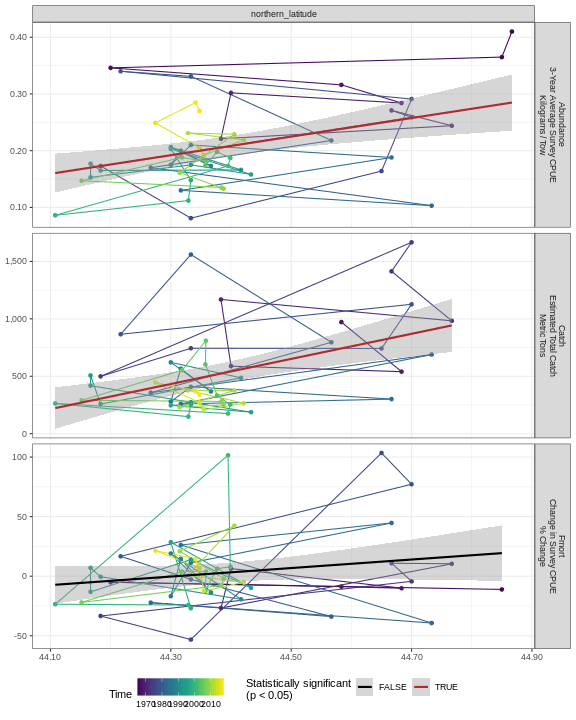 northern_latitude
0.40
0.30
0.20
0.10
Abundance
3-Year Average Survey CPUE
Kilograms / Tow
1,500
1,000
500
0
Catch
Estimated Total Catch
Metric Tons
100
50
0
-50
Fmort
Change in Survey CPUE
% Change
44.10 44.30 44.50 44.70 44.90
Time
1970 1980 1990 2000 2010
Statistically significant
(p < 0.05)
FALSE TRUE